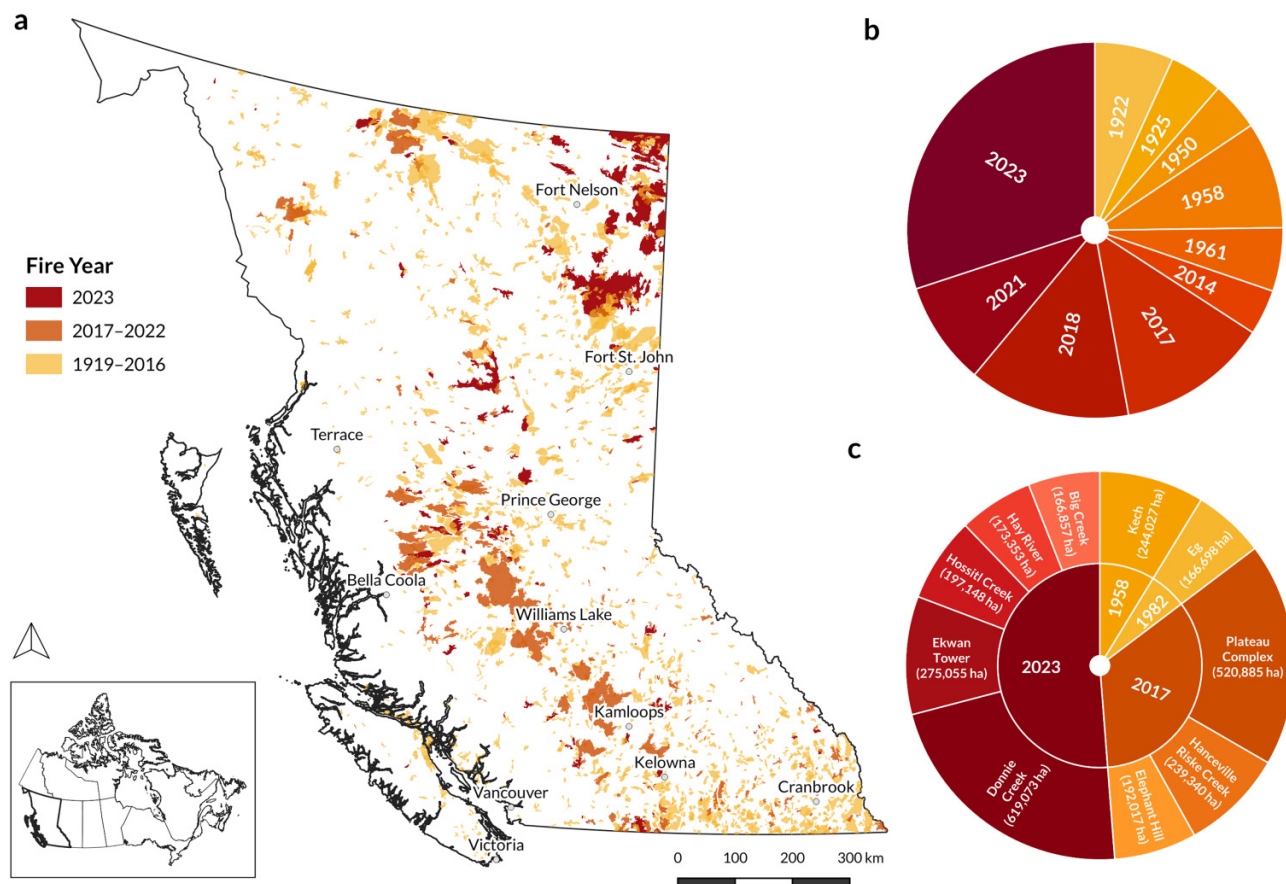 a
Fire Year
2023
2017–2022
1919–2016
Fort Nelson
Fort St. John
Terrace
Prince George
Bella Coola
Williams Lake
Kamloops
Kelowna
Cranbrook
Vancouver
Victoria
0 100 200 300 km
b
1922
1925
1950
1958
1961
2014
2017
2018
2021
2023
c
Kech
(244,027 ha)
Eg
(166,698 ha)
Plateau
Complex
(520,885 ha)
Hanceville
Riske Creek
(239,340 ha)
Elephant Hill
(192,017 ha)
Donnie
Creek
(619,073 ha)
Ekwan
Tower
(275,055 ha)
Hossitl Creek
(197,148 ha)
Hay River
(173,353 ha)
Big Creek
(166,857 ha)
1958
1982
2017
2023